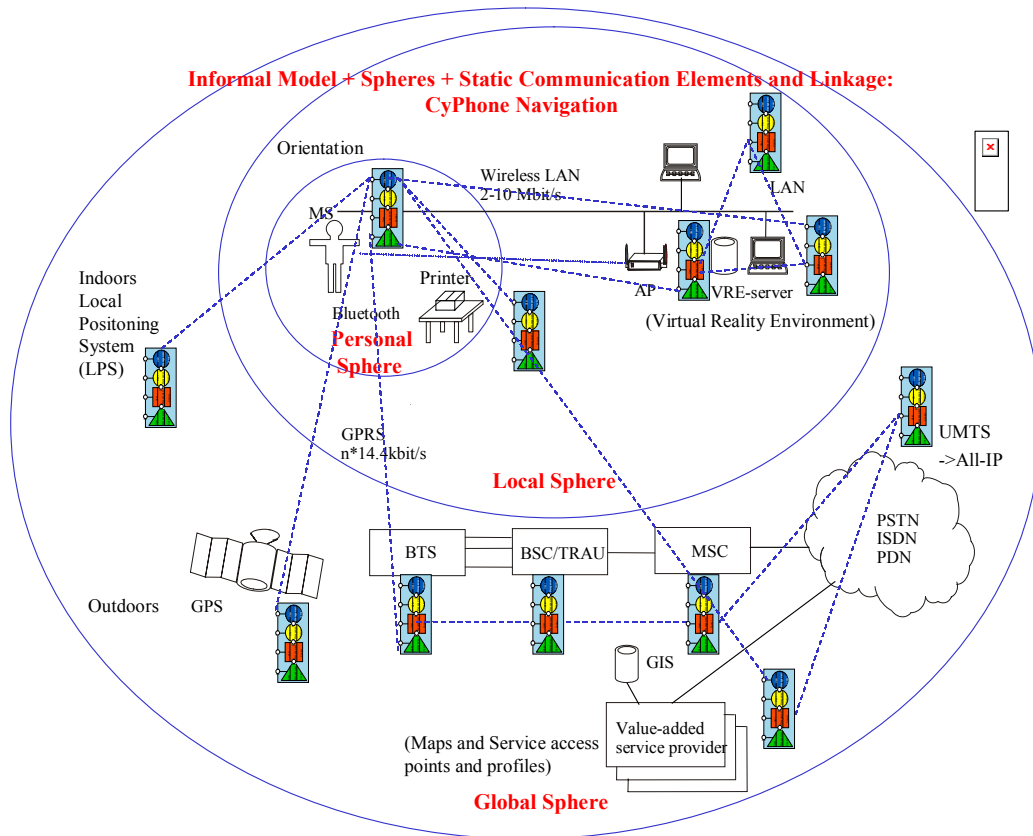 Informal Model + Spheres + Static Communication Elements and Linkage:
CyPhone Navigation
Orientation
Wireless LAN
2-10 Mbit/s
LAN
MS
Indoors
Local
Positoning
System
(LPS)
Printer
AP
VRE-server
Bluetooth
(Virtual Reality Environment)
Personal
Sphere
GPRS
n*14.4kbit/s
UMTS
->All-IP
Local Sphere
PSTN
ISDN
PDN
BTS
BSC/TRAU
MSC
Outdoors
GPS
GIS
Value-added
service provider
(Maps and Service access
points and profiles)
Global Sphere